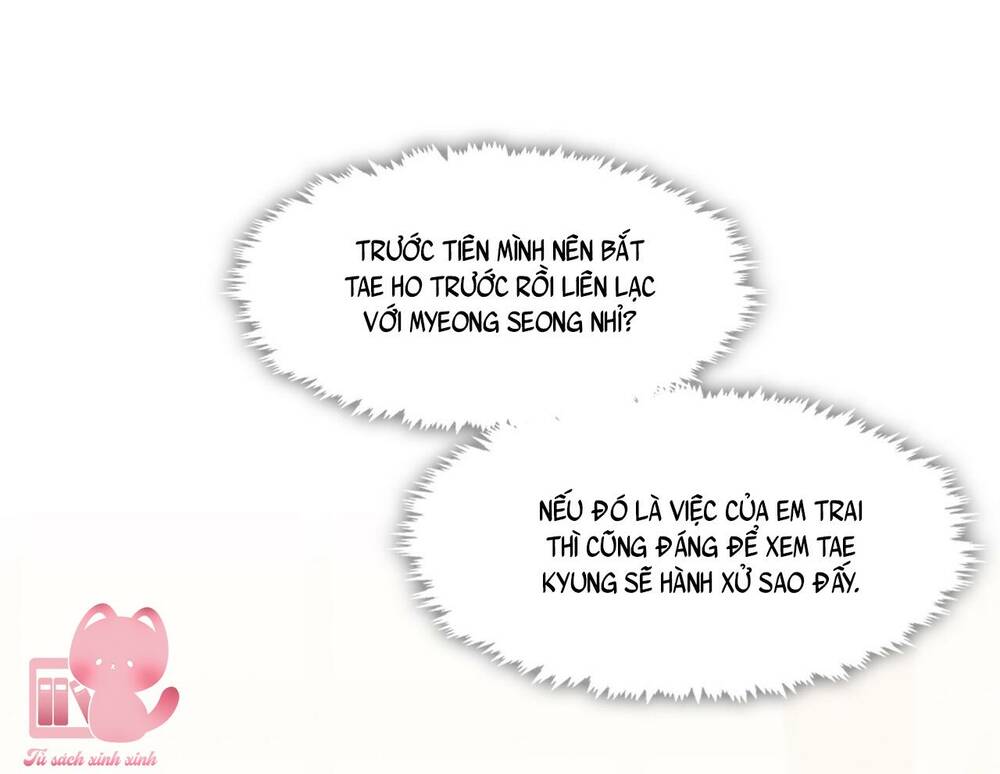 TRƯỚC TIÊN MÌNH NÊN BẮT
TAE HO TRƯỚC RỒI LIÊN LẠC
VỚI MYEONG SEONG NHỈ?
NẾU ĐÓ LÀ VIỆC CỦA EM TRAI
THÌ CŨNG ĐÁNG ĐỂ XEM TAE
KYUNG SẼ HÀNH XỬ SAO ĐẤY.
Tủ sách xinh xinh